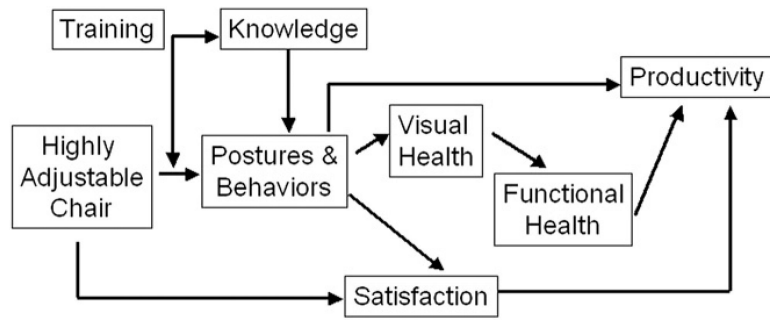 Training
Knowledge
Productivity
Highly
Adjustable
Chair
Postures &
Behaviors
Visual
Health
Functional
Health
Satisfaction